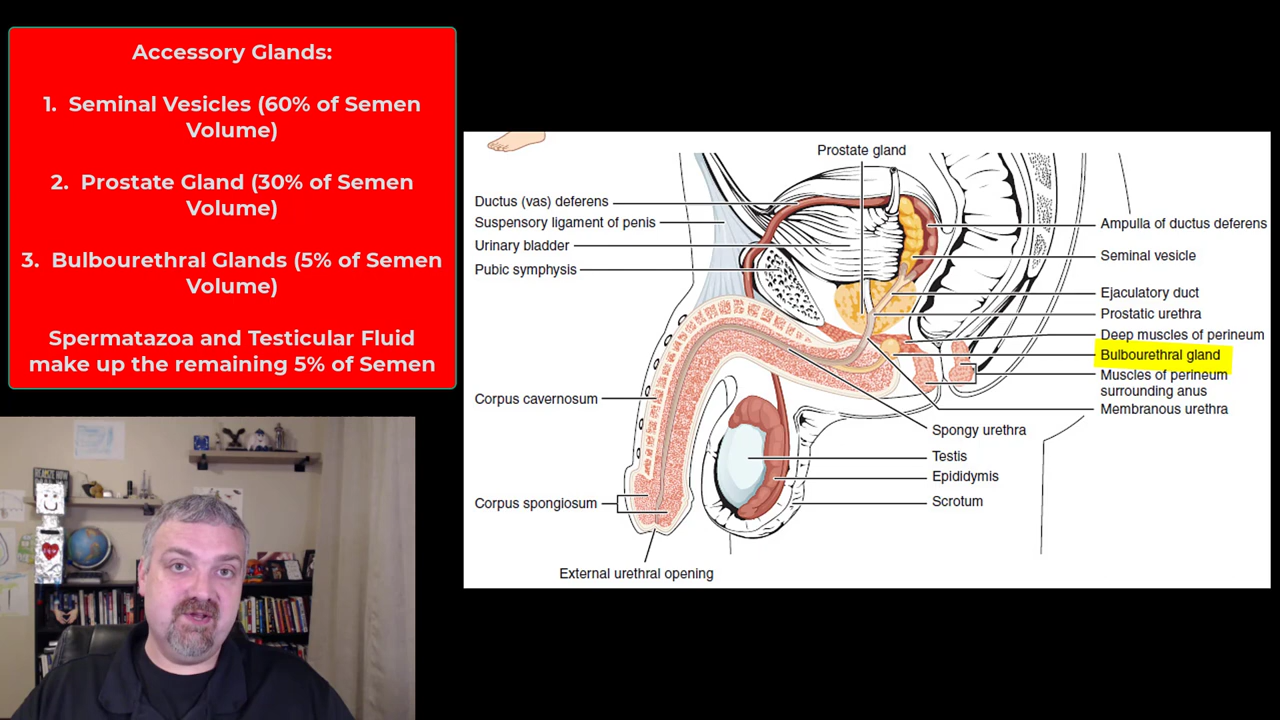 Accessory Glands:
1. Seminal Vesicles (60% of Semen
Volume)
2. Prostate Gland (30% of Semen
Volume)
3. Bulbourethral Glands (5% of Semen
Volume)
Spermatazoa and Testicular Fluid
make up the remaining 5% of Semen
Prostate gland
Ductus (vas) deferens
Suspensory ligament of penis
Urinary bladder
Pubic symphysis
Corpus cavernosum
Corpus spongiosum
External urethral opening
Ampulla of ductus deferens
Seminal vesicle
Ejaculatory duct
Prostatic urethra
Deep muscles of perineum
Bulbourethral gland
Muscles of perineum
surrounding anus
Membranous urethra
Spongy urethra
Testis
Epididymis
Scrotum